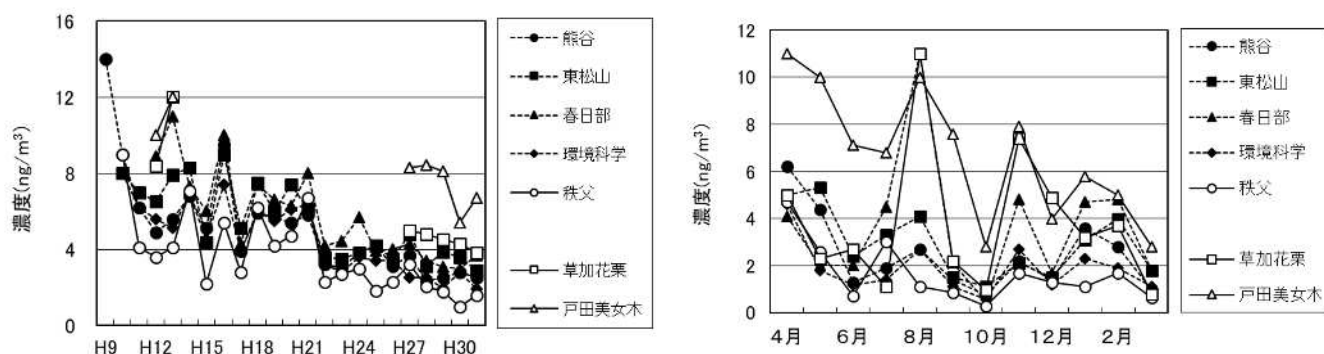 16
12
8
4
0
濃度(ng/m³)
H9 H12 H15 H18 H21 H24 H27 H30
熊谷
東松山
春日部
環境科学
秩父
草加花栗
戸田美女木
12
10
8
6
4
2
0
濃度(ng/m³)
4月 6月 8月 10月 12月 2月
熊谷
東松山
春日部
環境科学
秩父
草加花栗
戸田美女木